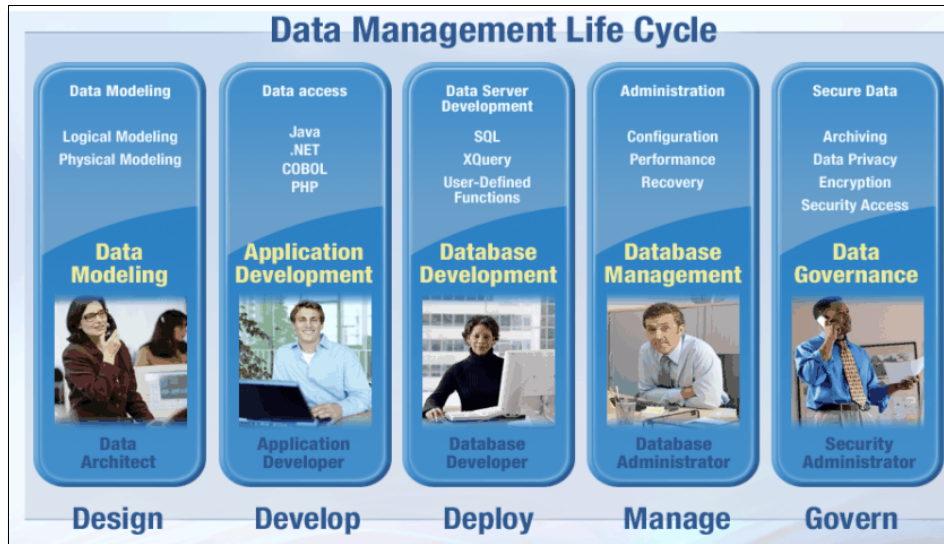 Data Management Life Cycle
Data Modeling
Logical Modeling
Physical Modeling
Data
Modeling
Data
Architect
Design
Data access
Java
.NET
COBOL
PHP
Application
Development
Application
Developer
Develop
Data Server
Development
SQL
XQuery
User-Defined
Functions
Database
Development
Database
Developer
Deploy
Administration
Configuration
Performance
Recovery
Database
Management
Database
Administrator
Manage
Secure Data
Archiving
Data Privacy
Encryption
Security Access
Data
Governance
Security
Administrator
Govern